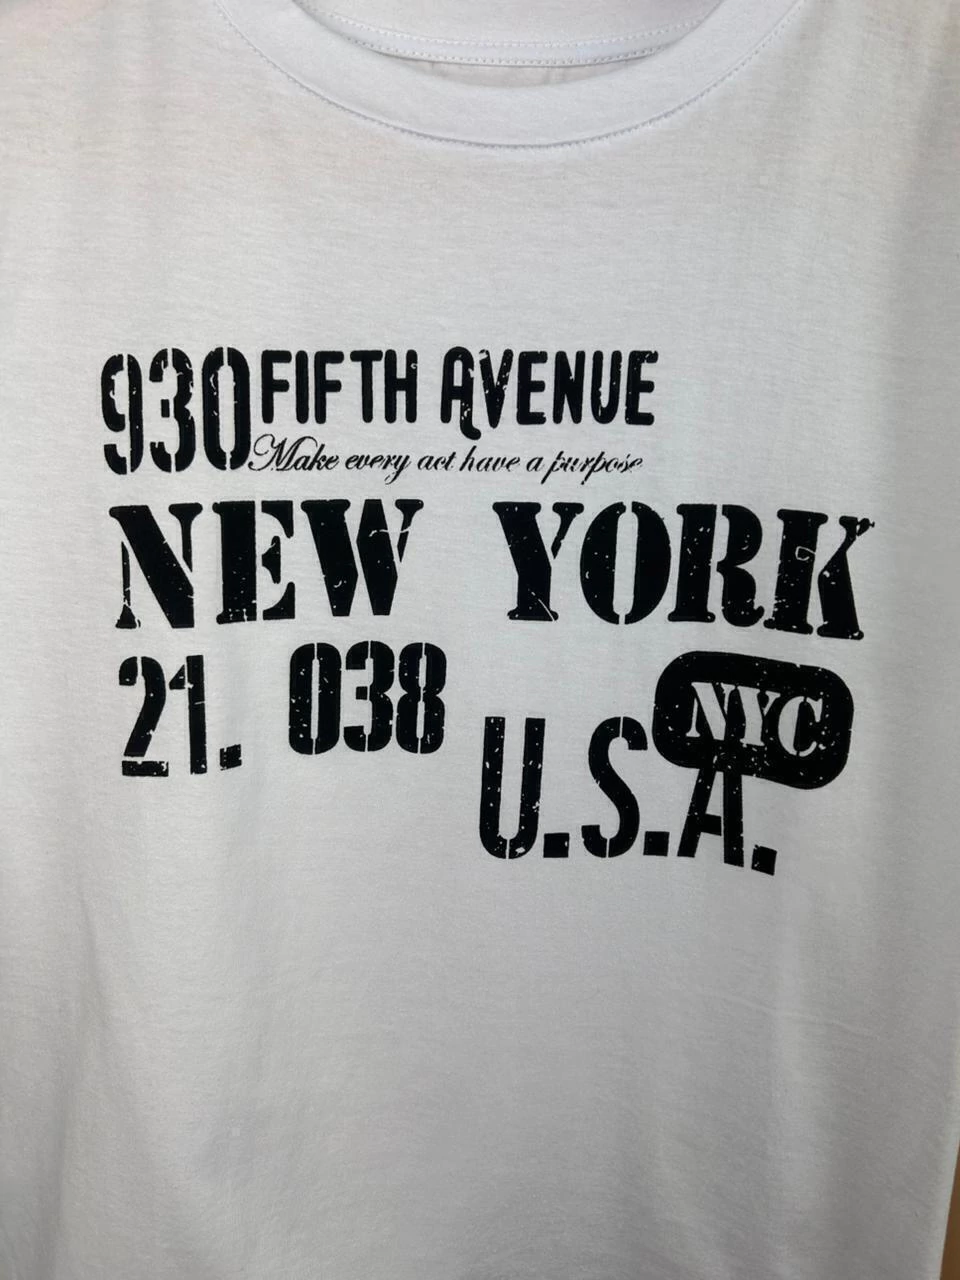 930 FIFTH AVENUE
Make every act have a purpose
NEW YORK
21. 038
NYC
U.S.A.